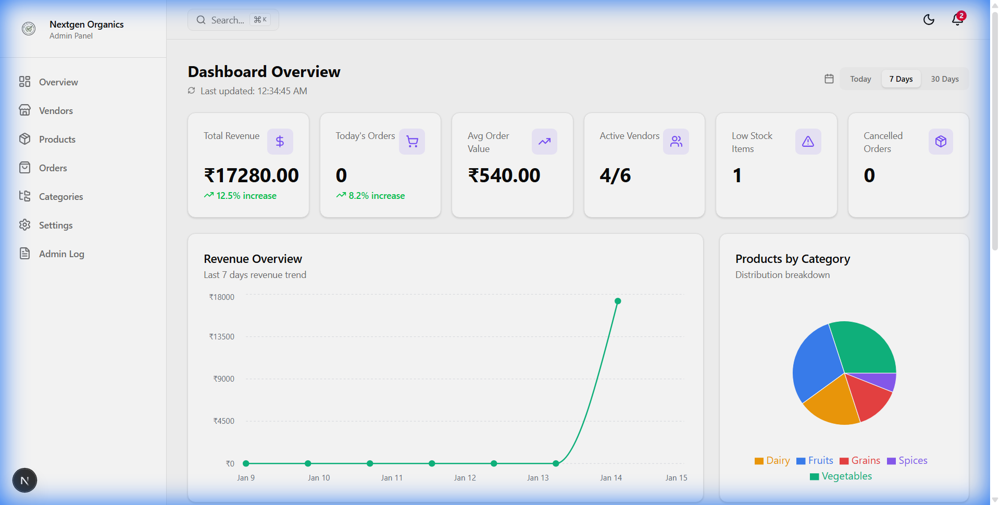 Nextgen Organics
Admin Panel
Overview
Vendors
Products
Orders
Categories
Settings
Admin Log
N
Search...
⌘ K
2
Dashboard Overview
Last updated: 12:34:45 AM
Today
7 Days
30 Days
Total Revenue
$
₹17280.00
12.5% increase
Today's Orders
0
8.2% increase
Avg Order
Value
₹540.00
Active Vendors
4/6
Low Stock
Items
1
Cancelled
Orders
0
Revenue Overview
Last 7 days revenue trend
₹18000
₹13500
₹9000
₹4500
₹0
Jan 9 Jan 10 Jan 11 Jan 12 Jan 13 Jan 14 Jan 15
Products by Category
Distribution breakdown
Dairy Fruits Grains Spices
Vegetables